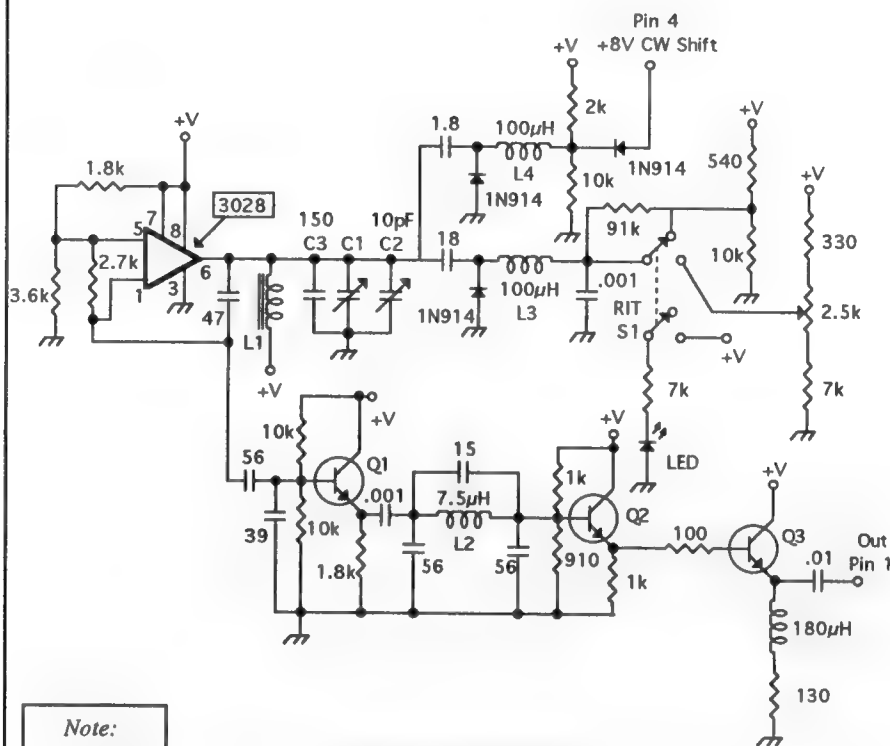 Pin 4
+8V CW Shift
+V
2k
+V
1.8
100µH
L4
1N914
1N914
10k
540
+V
+V
1.8k
3028
5
7
8
6
1
3
3.6k
2.7k
47
L1
+V
150
C3
C1
10pF
C2
18
1N914
100µH
L3
91k
.001
RIT
S1
10k
330
2.5k
+V
7k
7k
LED
10k
+V
Q1
56
39
10k
1.8k
.001
15
7.5µH
L2
56
56
+V
1k
Q2
910
1k
100
+V
Q3
.01
Out
Pin
180µH
130
Note: